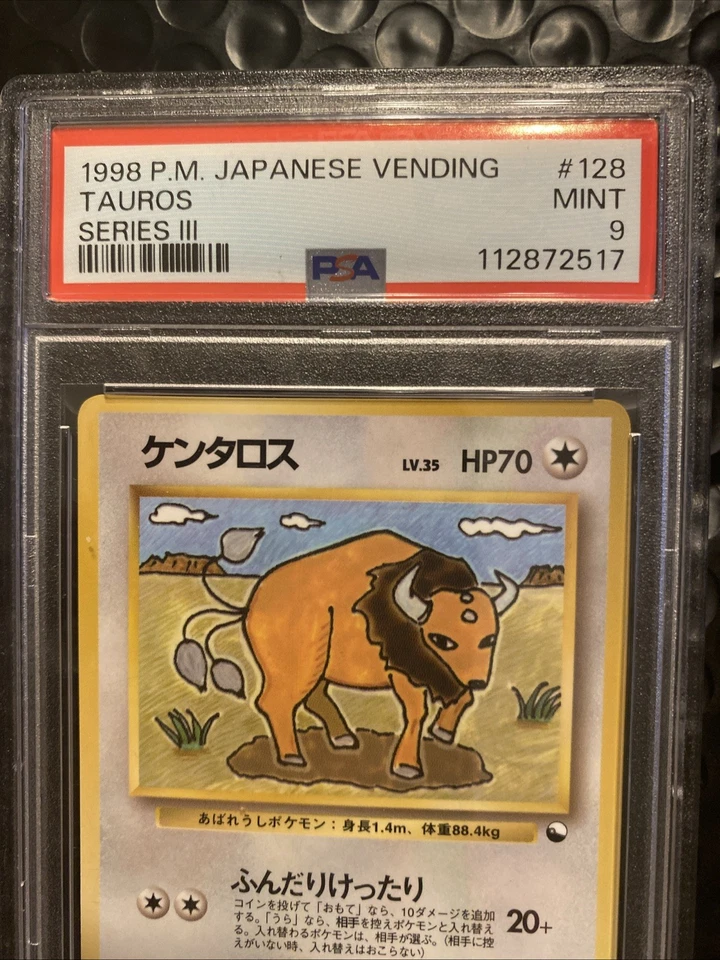 1998 P.M. JAPANESE VENDING #128
TAUROS MINT
SERIES III 9
PSA 112872517
ケンタロス LV.35 HP70
あばれうしポケモン：身長1.4m、体重88.4kg
ふんだりけったり
コインを投げて「おもて」なら、10ダメージを追加
する。「うら」なら、相手を控えポケモンと入れ替え
る。入れ替わるポケモンは、相手が選ぶ。（相手に控
えがいない時、入れ替えはおこらない）
20+